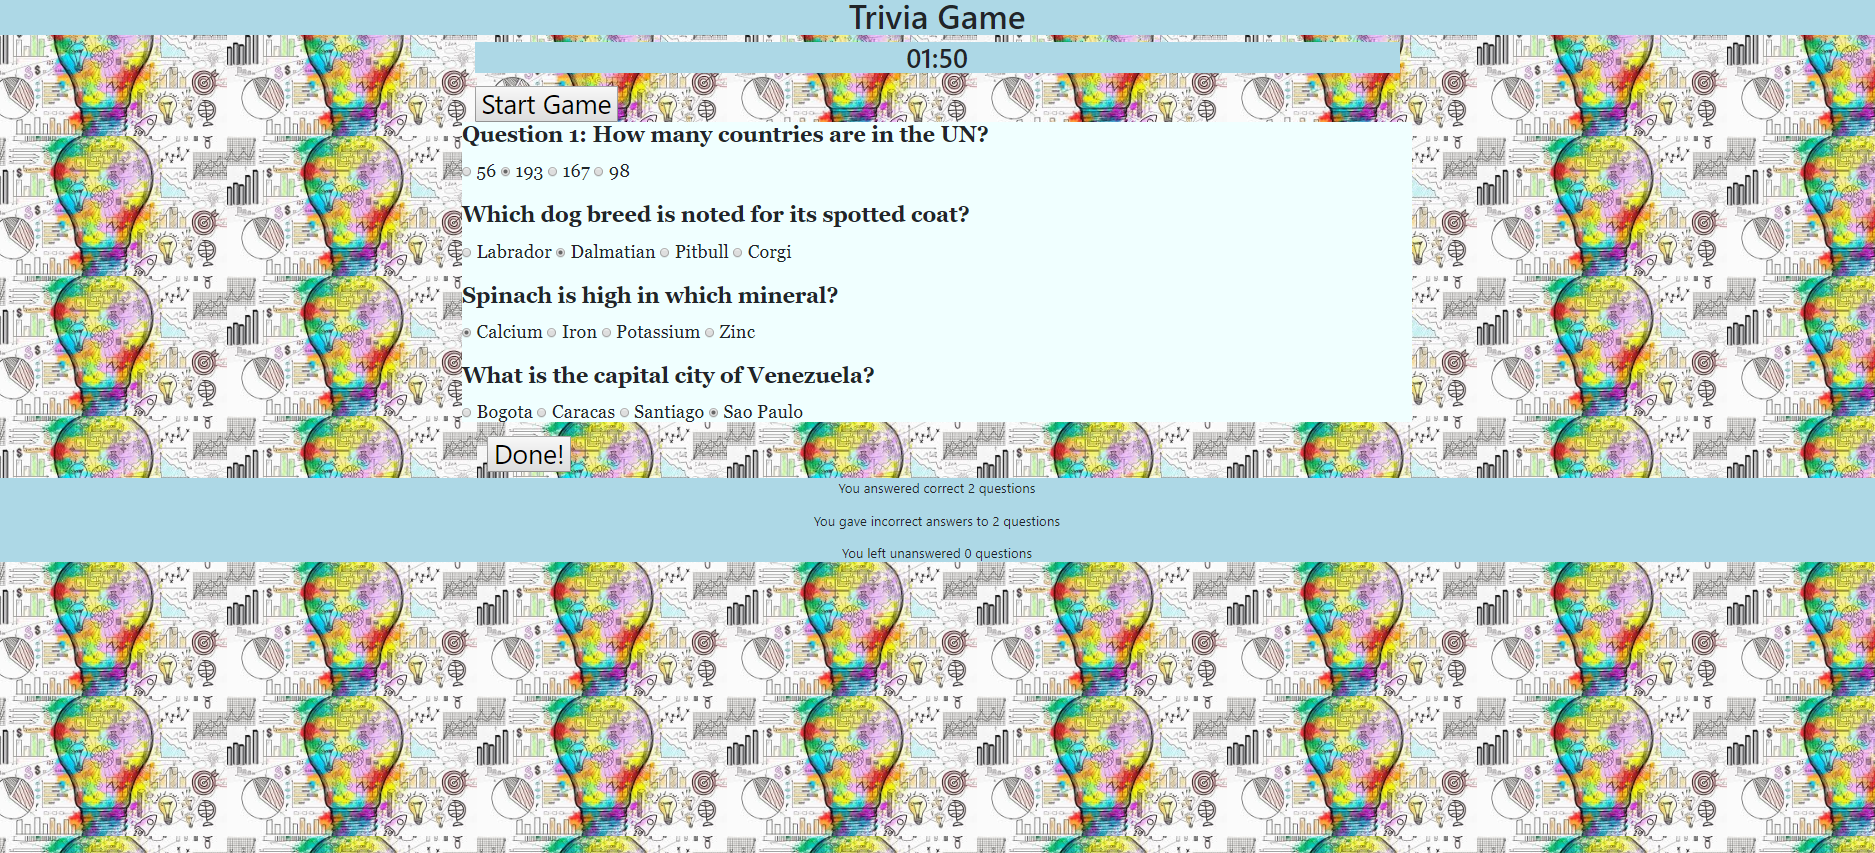 Trivia Game
01:50
Start Game
Question 1: How many countries are in the UN?
56 193 167 98
Which dog breed is noted for its spotted coat?
Labrador Dalmatian Pitbull Corgi
Spinach is high in which mineral?
Calcium Iron Potassium Zinc
What is the capital city of Venezuela?
Bogota Caracas Santiago Sao Paulo
Done!
You answered correct 2 questions
You gave incorrect answers to 2 questions
You left unanswered 0 questions